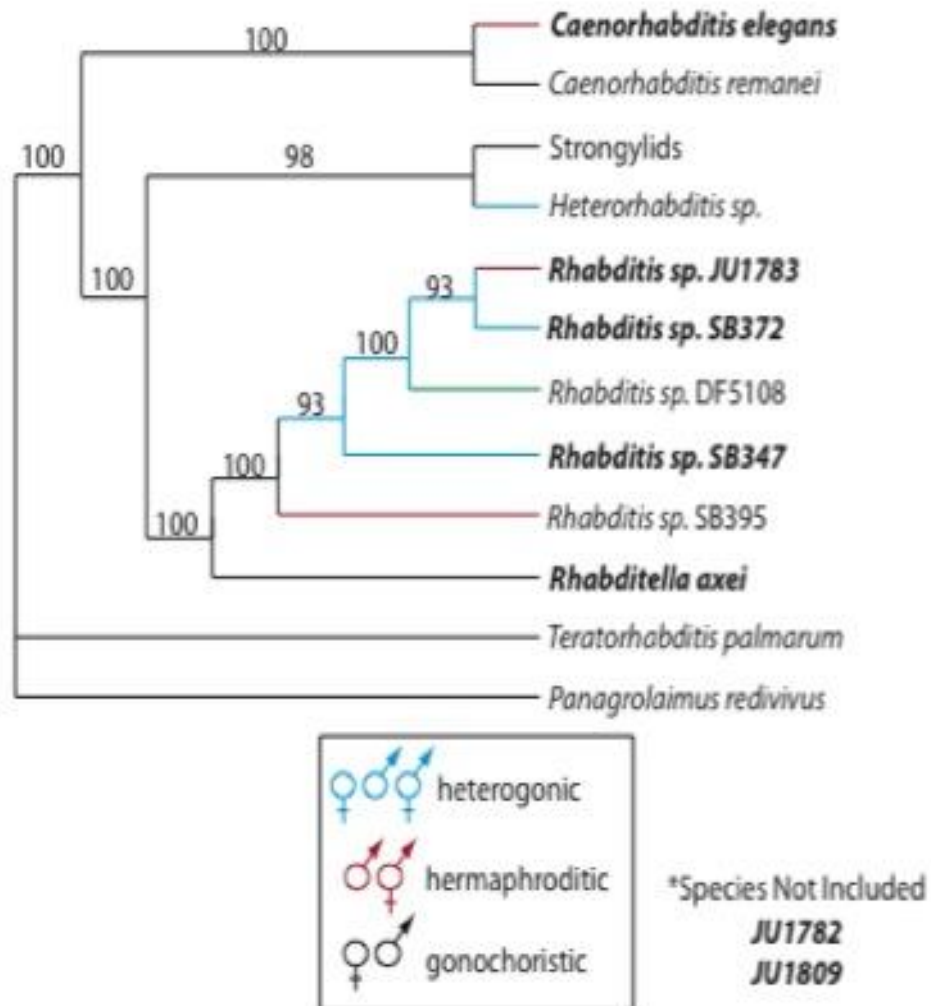 100
Caenorhabditis elegans
Caenorhabditis remanei
100
98
Strongylids
Heterorhabditis sp.
100
93
Rhabditis sp. JU1783
Rhabditis sp. SB372
100
Rhabditis sp. DF5108
93
Rhabditis sp. SB347
100
Rhabditis sp. SB395
100
Rhabditella axei
Teratorhabditis palmarum
Panagrolaimus redivivus
heterogonic
hermaphroditic
gonochoristic
*Species Not Included
JU1782
JU1809